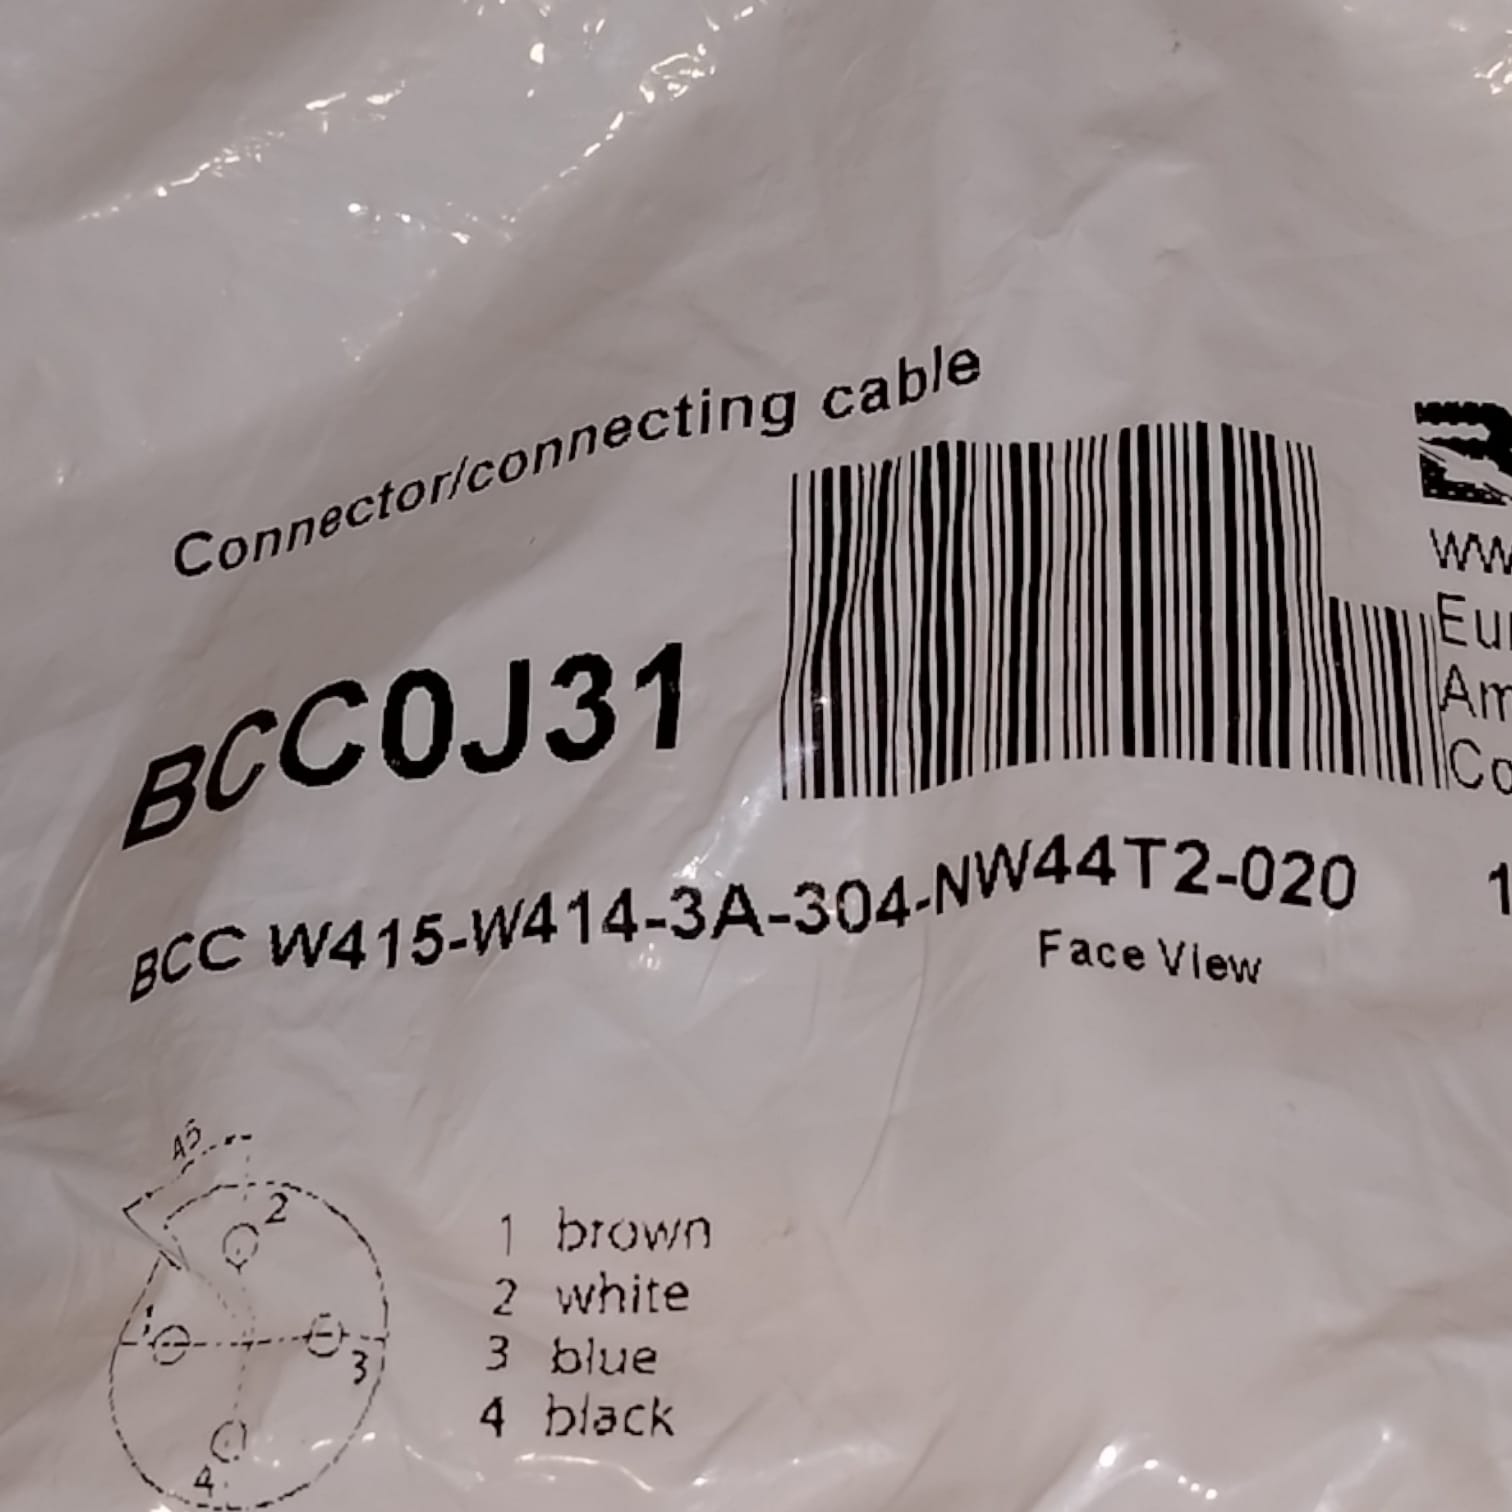 Connector/connecting cable
BCC0J31
BCC W415-W414-3A-304-NW44T2-020
Face View
2
1
3
4
1 brown
2 white
3 blue
4 black